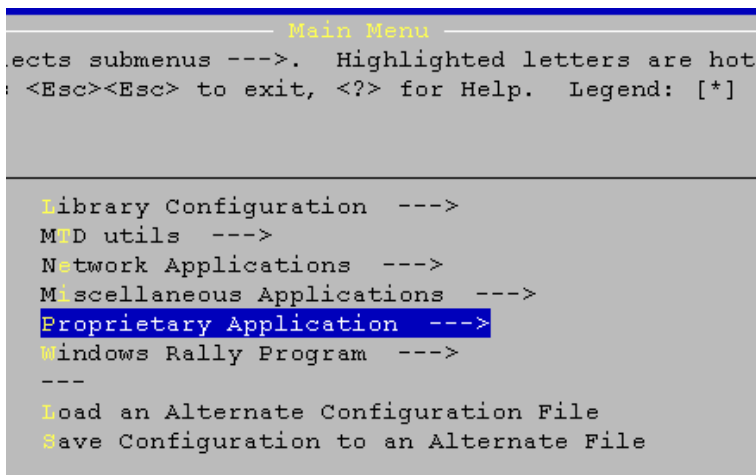 Main Menu
ects submenus --->.  Highlighted letters are hot
<Esc><Esc> to exit, <?> for Help.  Legend: [*]
Library Configuration  --->
MTD utils  --->
Network Applications  --->
Miscellaneous Applications  --->
Proprietary Application  --->
Windows Rally Program  --->
---
Load an Alternate Configuration File
Save Configuration to an Alternate File